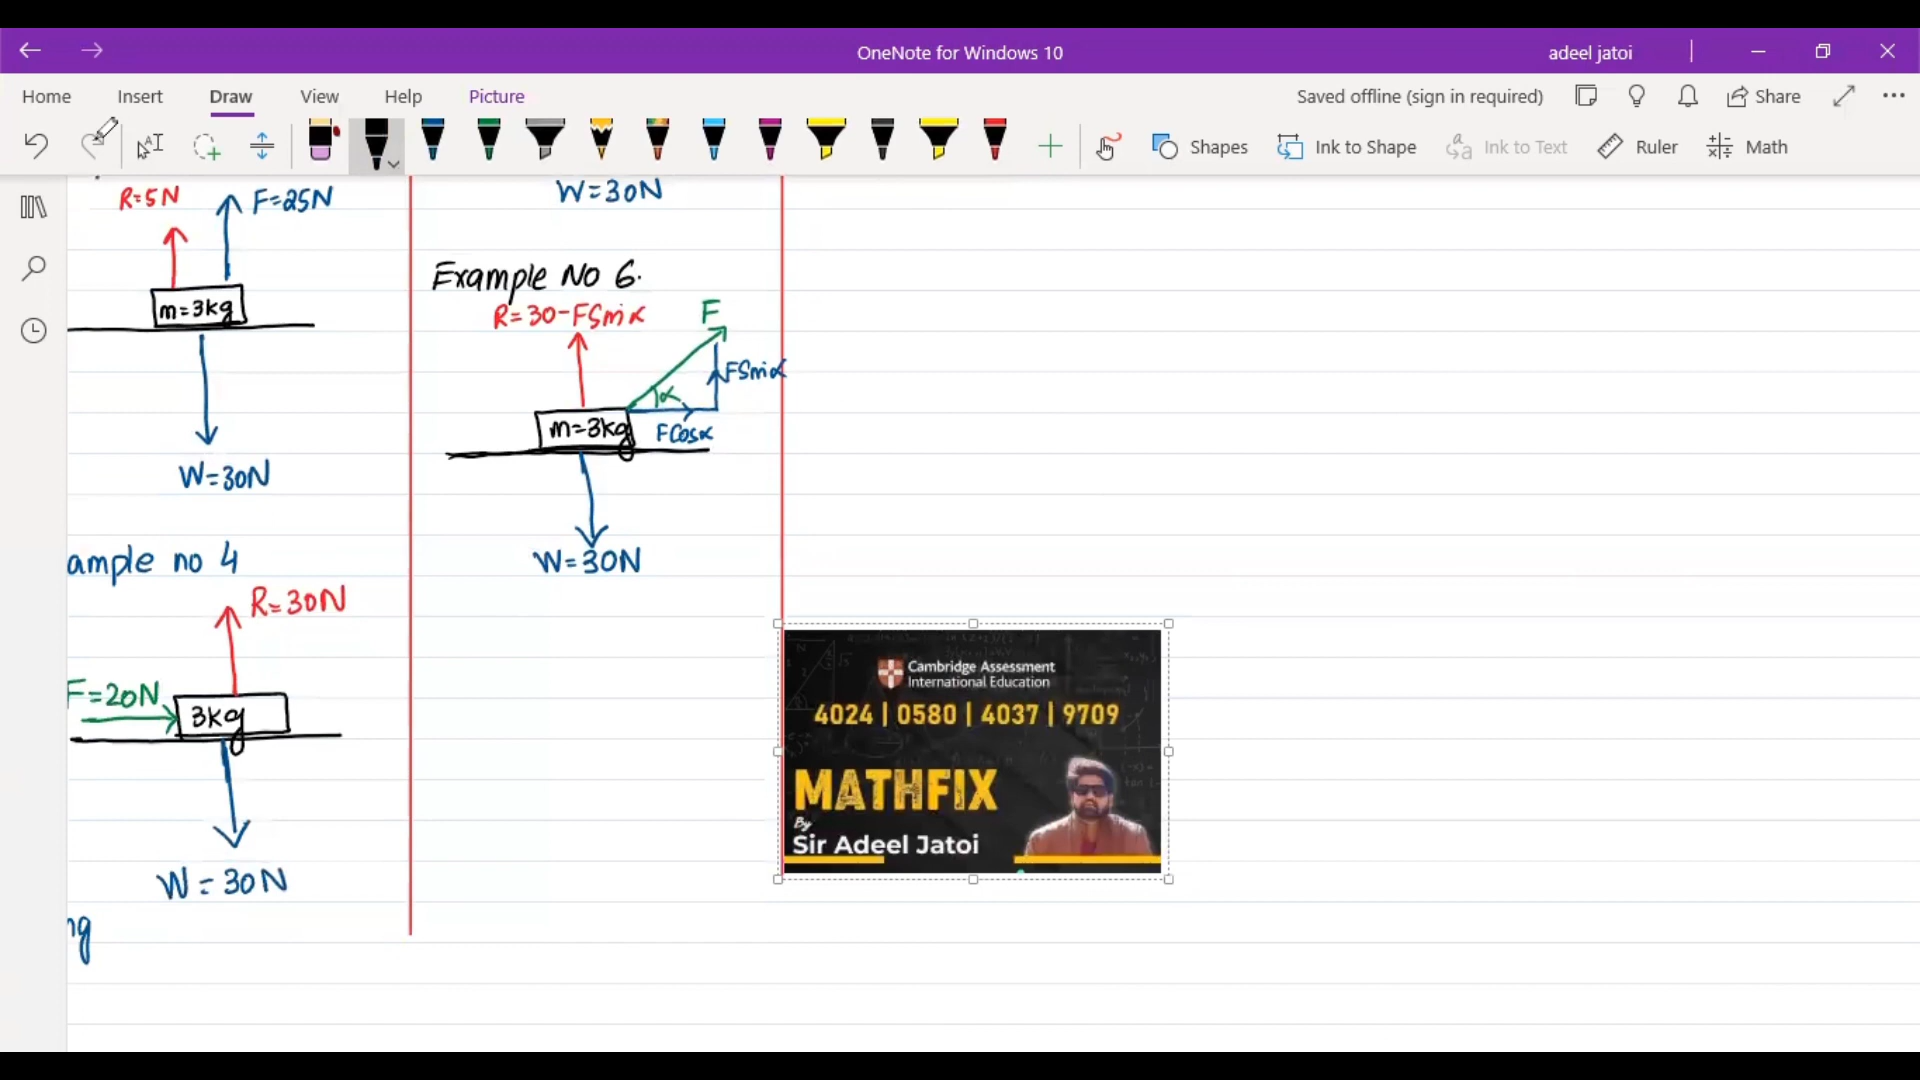 OneNote for Windows 10
adeel jatoi
Home Insert Draw View Help Picture
Saved offline (sign in required)
Share
Shapes
Ink to Shape
Ink to Text
Ruler
Math
R=5N
F=25N
m=3kg
W=30N
ample no 4
R=30N
F=20N
3kg
W=30N
ng
W=30N
Example No 6.
R=30-FSinα
F
FSinα
α
m=3kg
FCosα
W=30N
Cambridge Assessment
International Education
4024 | 0580 | 4037 | 9709
MATHFIX
By
Sir Adeel Jatoi